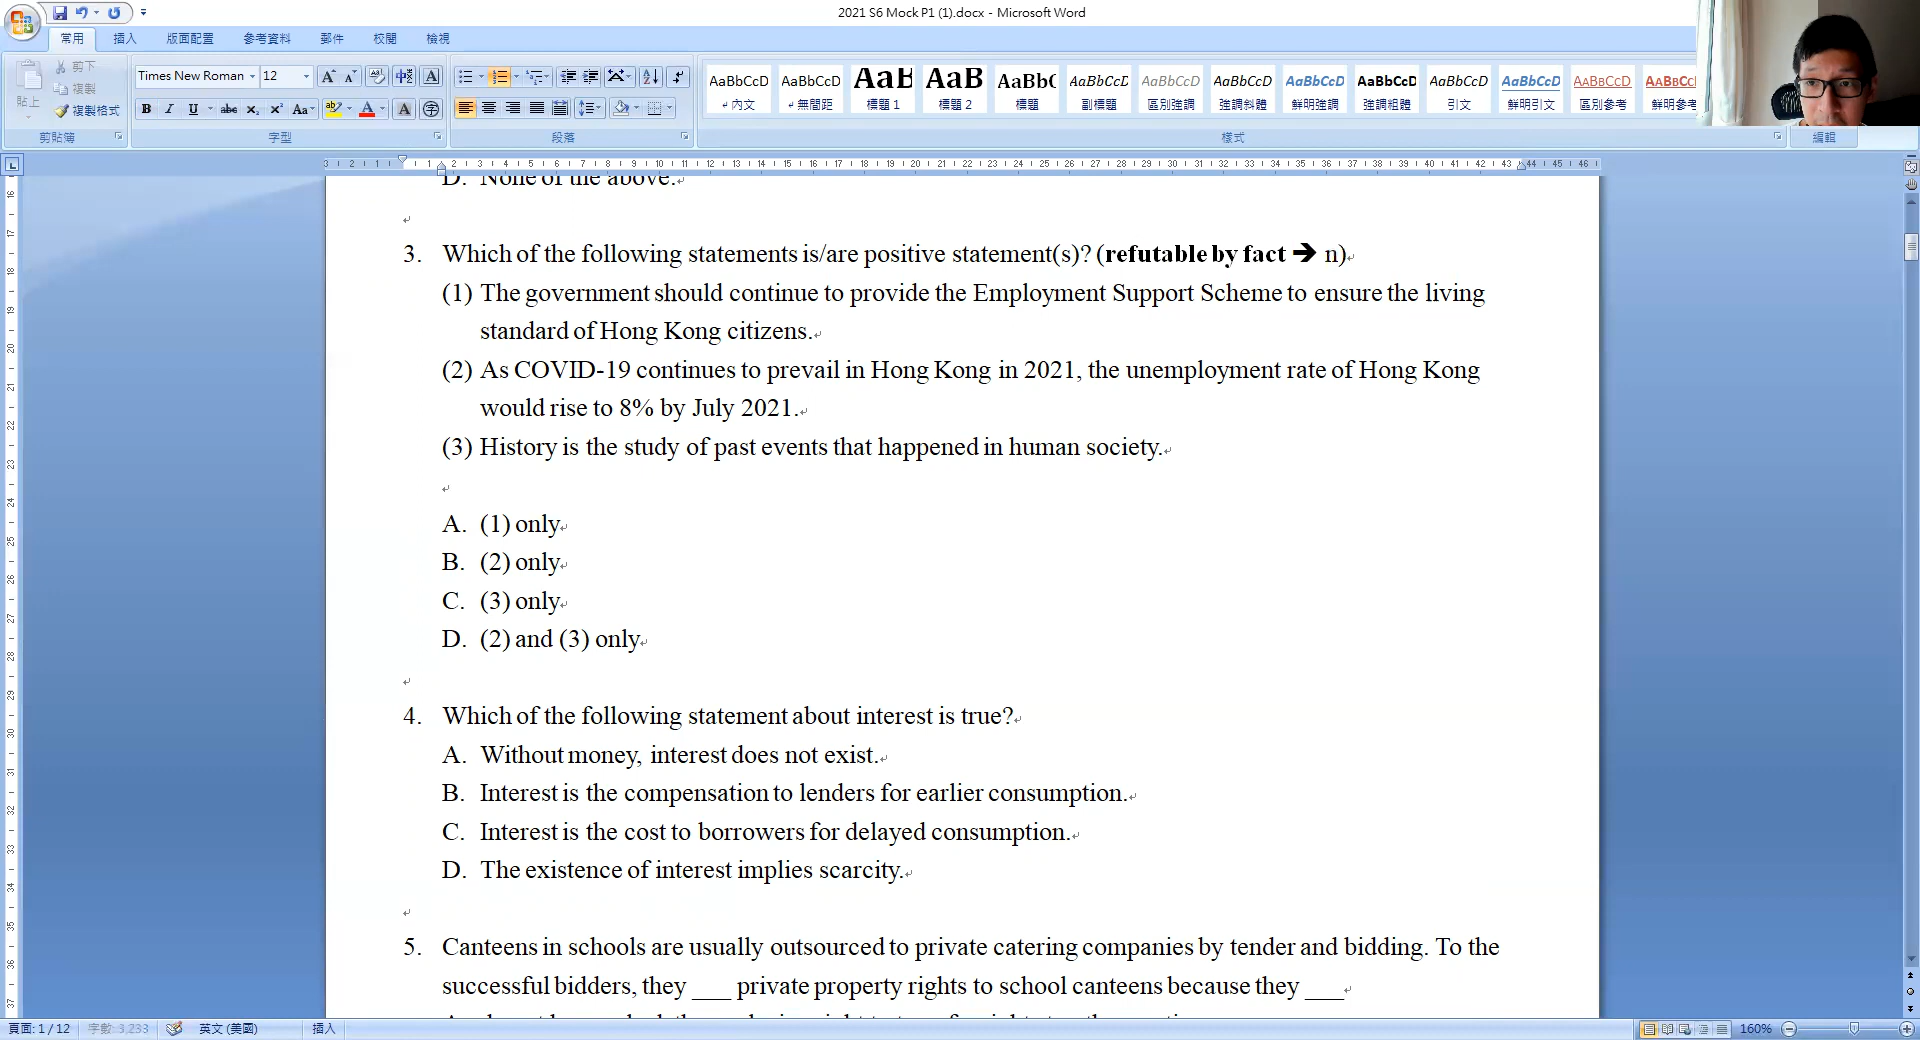 2021 S6 Mock P1 (1).docx - Microsoft Word
常用 插入 版面配置 參考資料 郵件 校閱 檢視
貼上
剪下
複製
複製格式
剪貼簿
Times New Roman 12
字型
段落
AaBbCcD AaBbCcD AaB AaB AaBb( AaBbCcD AaBbCcD AaBbCcD AaBbCcD AaBbCcD AaBbCcD AaBbCcD AaBbCcD AaBbCc
內文 無間距 標題 1 標題 2 標題 副標題 區別強調 強調斜體 鮮明強調 強調粗體 引文 鮮明引文 區別參考 鮮明參考
樣式
編輯
D. None of the above.
3. Which of the following statements is/are positive statement(s)? (refutable by fact ➔ n)
(1) The government should continue to provide the Employment Support Scheme to ensure the living
standard of Hong Kong citizens.
(2) As COVID-19 continues to prevail in Hong Kong in 2021, the unemployment rate of Hong Kong
would rise to 8% by July 2021.
(3) History is the study of past events that happened in human society.
A. (1) only
B. (2) only
C. (3) only
D. (2) and (3) only
4. Which of the following statement about interest is true?
A. Without money, interest does not exist.
B. Interest is the compensation to lenders for earlier consumption.
C. Interest is the cost to borrowers for delayed consumption.
D. The existence of interest implies scarcity.
5. Canteens in schools are usually outsourced to private catering companies by tender and bidding. To the
successful bidders, they ___ private property rights to school canteens because they ___
頁面: 1 / 12 字數: 3,233 英文 (美國) 插入 160%